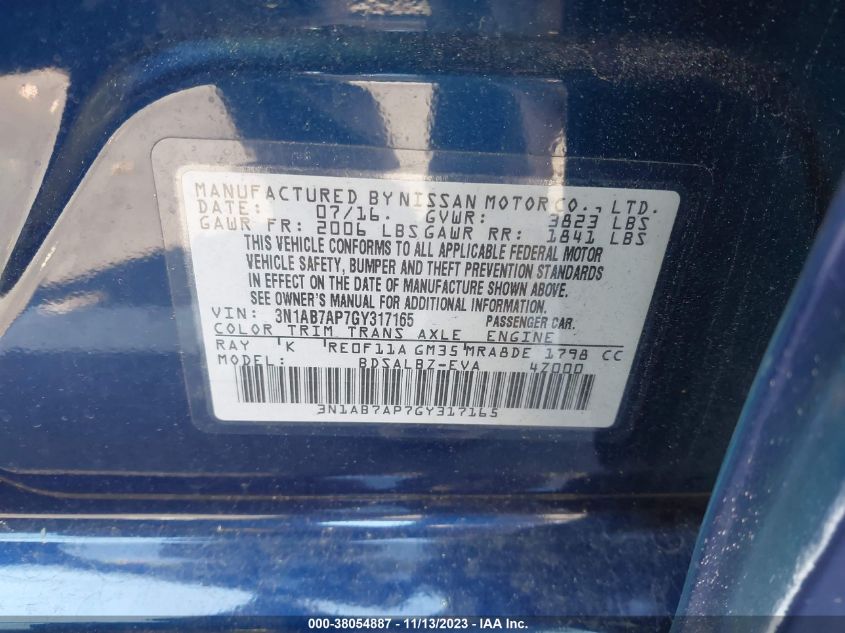 MANUFACTURED BY NISSAN MOTOR CO., LTD.
DATE: 07/16. GVWR: 3823 LBS
GAWR FR: 2006 LBS GAWR RR: 1841 LBS
THIS VEHICLE CONFORMS TO ALL APPLICABLE FEDERAL MOTOR
VEHICLE SAFETY, BUMPER AND THEFT PREVENTION STANDARDS
IN EFFECT ON THE DATE OF MANUFACTURE SHOWN ABOVE.
SEE OWNER'S MANUAL FOR ADDITIONAL INFORMATION.
VIN: 3N1AB7AP7GY317165 PASSENGER CAR.
COLOR TRIM TRANS AXLE ENGINE
RAY K RE0F11A GM35 MRA8DE 1798 CC
MODEL: BDSALBZ-EVA 4Z000
3N1AB7AP7GY317165
000-38054887 - 11/13/2023 - IAA Inc.